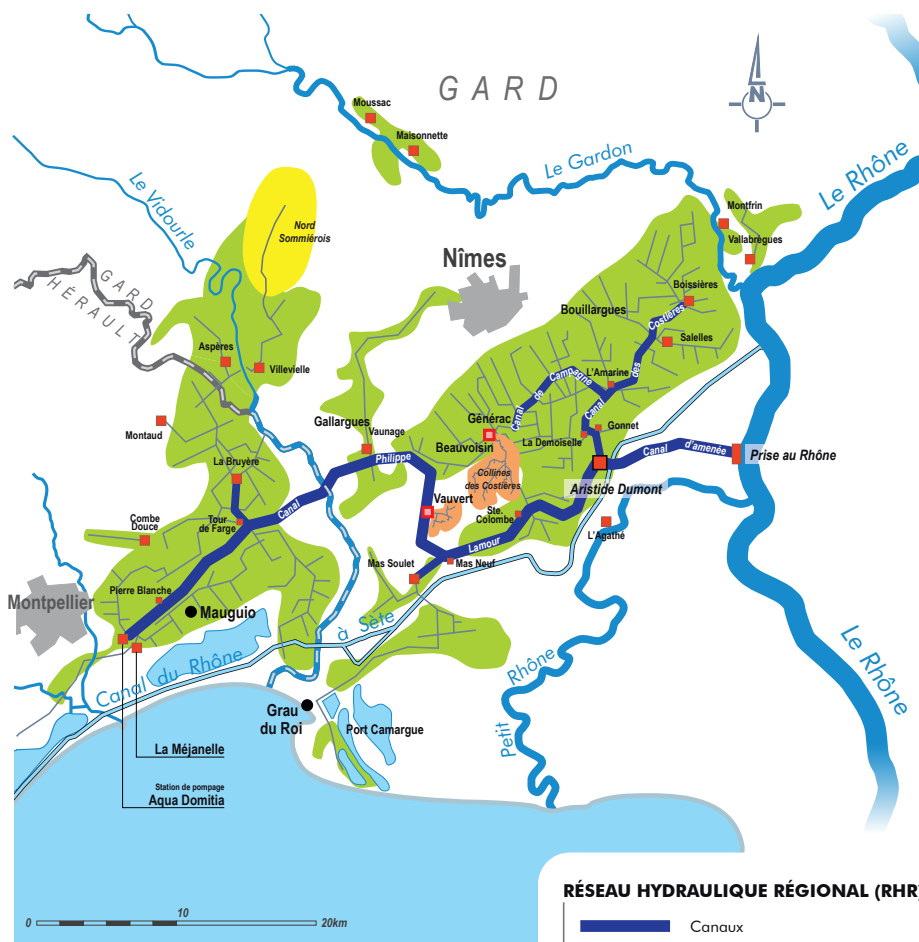 GARD
N
Moussac
Maisonnette
Le Gardon
Le Rhône
Le Vidourle
Nord
Sommiérois
Montfrin
Vallabrègues
Nîmes
GARD
HÉRAULT
Boissières
Bouillargues
Costières
Salelles
Aspères
Villevielle
L'Amarine
des
Campagne
de
Canal
Canal
Gallargues
Générac
Gonnet
Montaud
Vaunage
Beauvoisin
La Demoiselle
Canal d'amenée
Prise au Rhône
Philippe
La Bruyère
Collines
des Costières
Aristide Dumont
Vauvert
Canal
Ste.
Colombe
Combe
Douce
Tour
de Farge
L'Agathe
Lamour
Mas Soulet
Mas Neuf
Pierre Blanche
Montpellier
Mauguio
Canal du Rhône
à Sète
Petit
Rhône
Le Rhône
Grau
du Roi
Port Camargue
La Méjanelle
Station de pompage
Aqua Domitia
0
10
20km
RÉSEAU HYDRAULIQUE RÉGIONAL (RHR)
Canaux